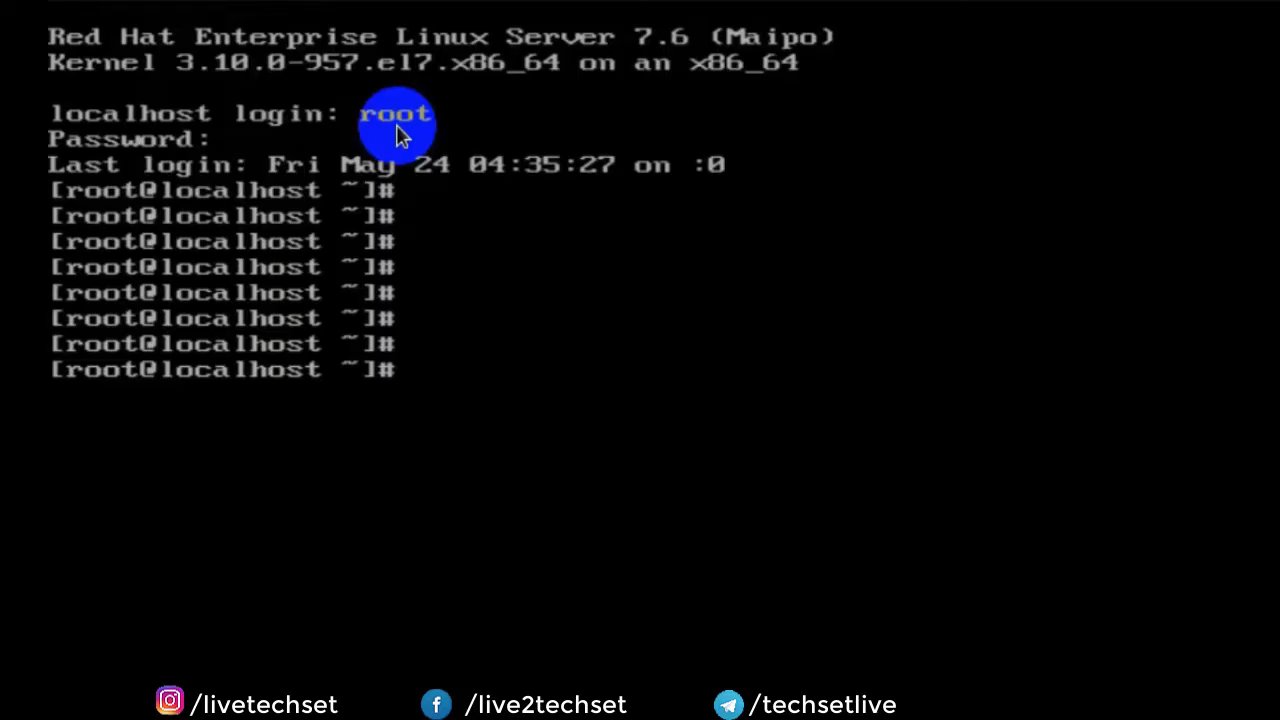 Red Hat Enterprise Linux Server 7.6 (Maipo)
Kernel 3.10.0-957.el7.x86_64 on an x86_64
localhost login: root
Password:
Last login: Fri May 24 04:35:27 on :0
[root@localhost ~]#
[root@localhost ~]#
[root@localhost ~]#
[root@localhost ~]#
[root@localhost ~]#
[root@localhost ~]#
[root@localhost ~]#
[root@localhost ~]#
/livetechset /live2techset /techsetlive